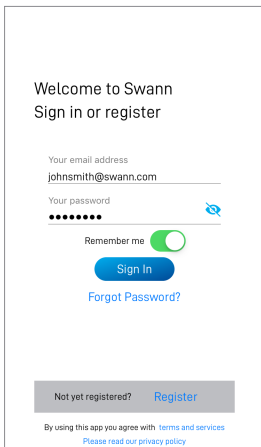 Welcome to Swann
Sign in or register
Your email address
johnsmith@swann.com
Your password
●●●●●●●●
Remember me
Sign In
Forgot Password?
Not yet registered? Register
By using this app you agree with terms and services
Please read our privacy policy